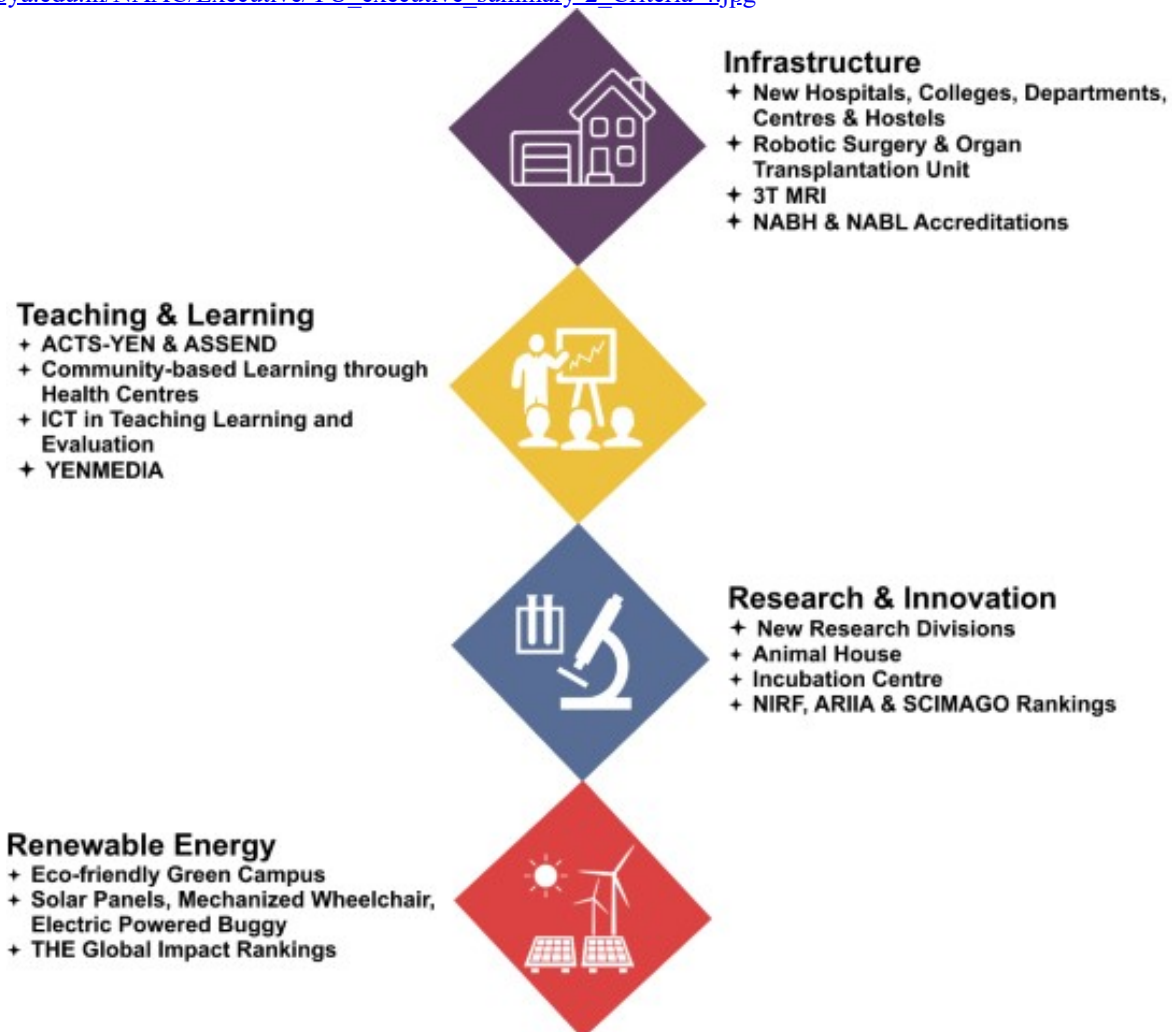 Infrastructure
+ New Hospitals, Colleges, Departments,
Centres & Hostels
+ Robotic Surgery & Organ
Transplantation Unit
+ 3T MRI
+ NABH & NABL Accreditations
Teaching & Learning
+ ACTS-YEN & ASSEND
+ Community-based Learning through
Health Centres
+ ICT in Teaching Learning and
Evaluation
+ YENMEDIA
Research & Innovation
+ New Research Divisions
+ Animal House
+ Incubation Centre
+ NIRF, ARIIA & SCIMAGO Rankings
Renewable Energy
+ Eco-friendly Green Campus
+ Solar Panels, Mechanized Wheelchair,
Electric Powered Buggy
+ THE Global Impact Rankings